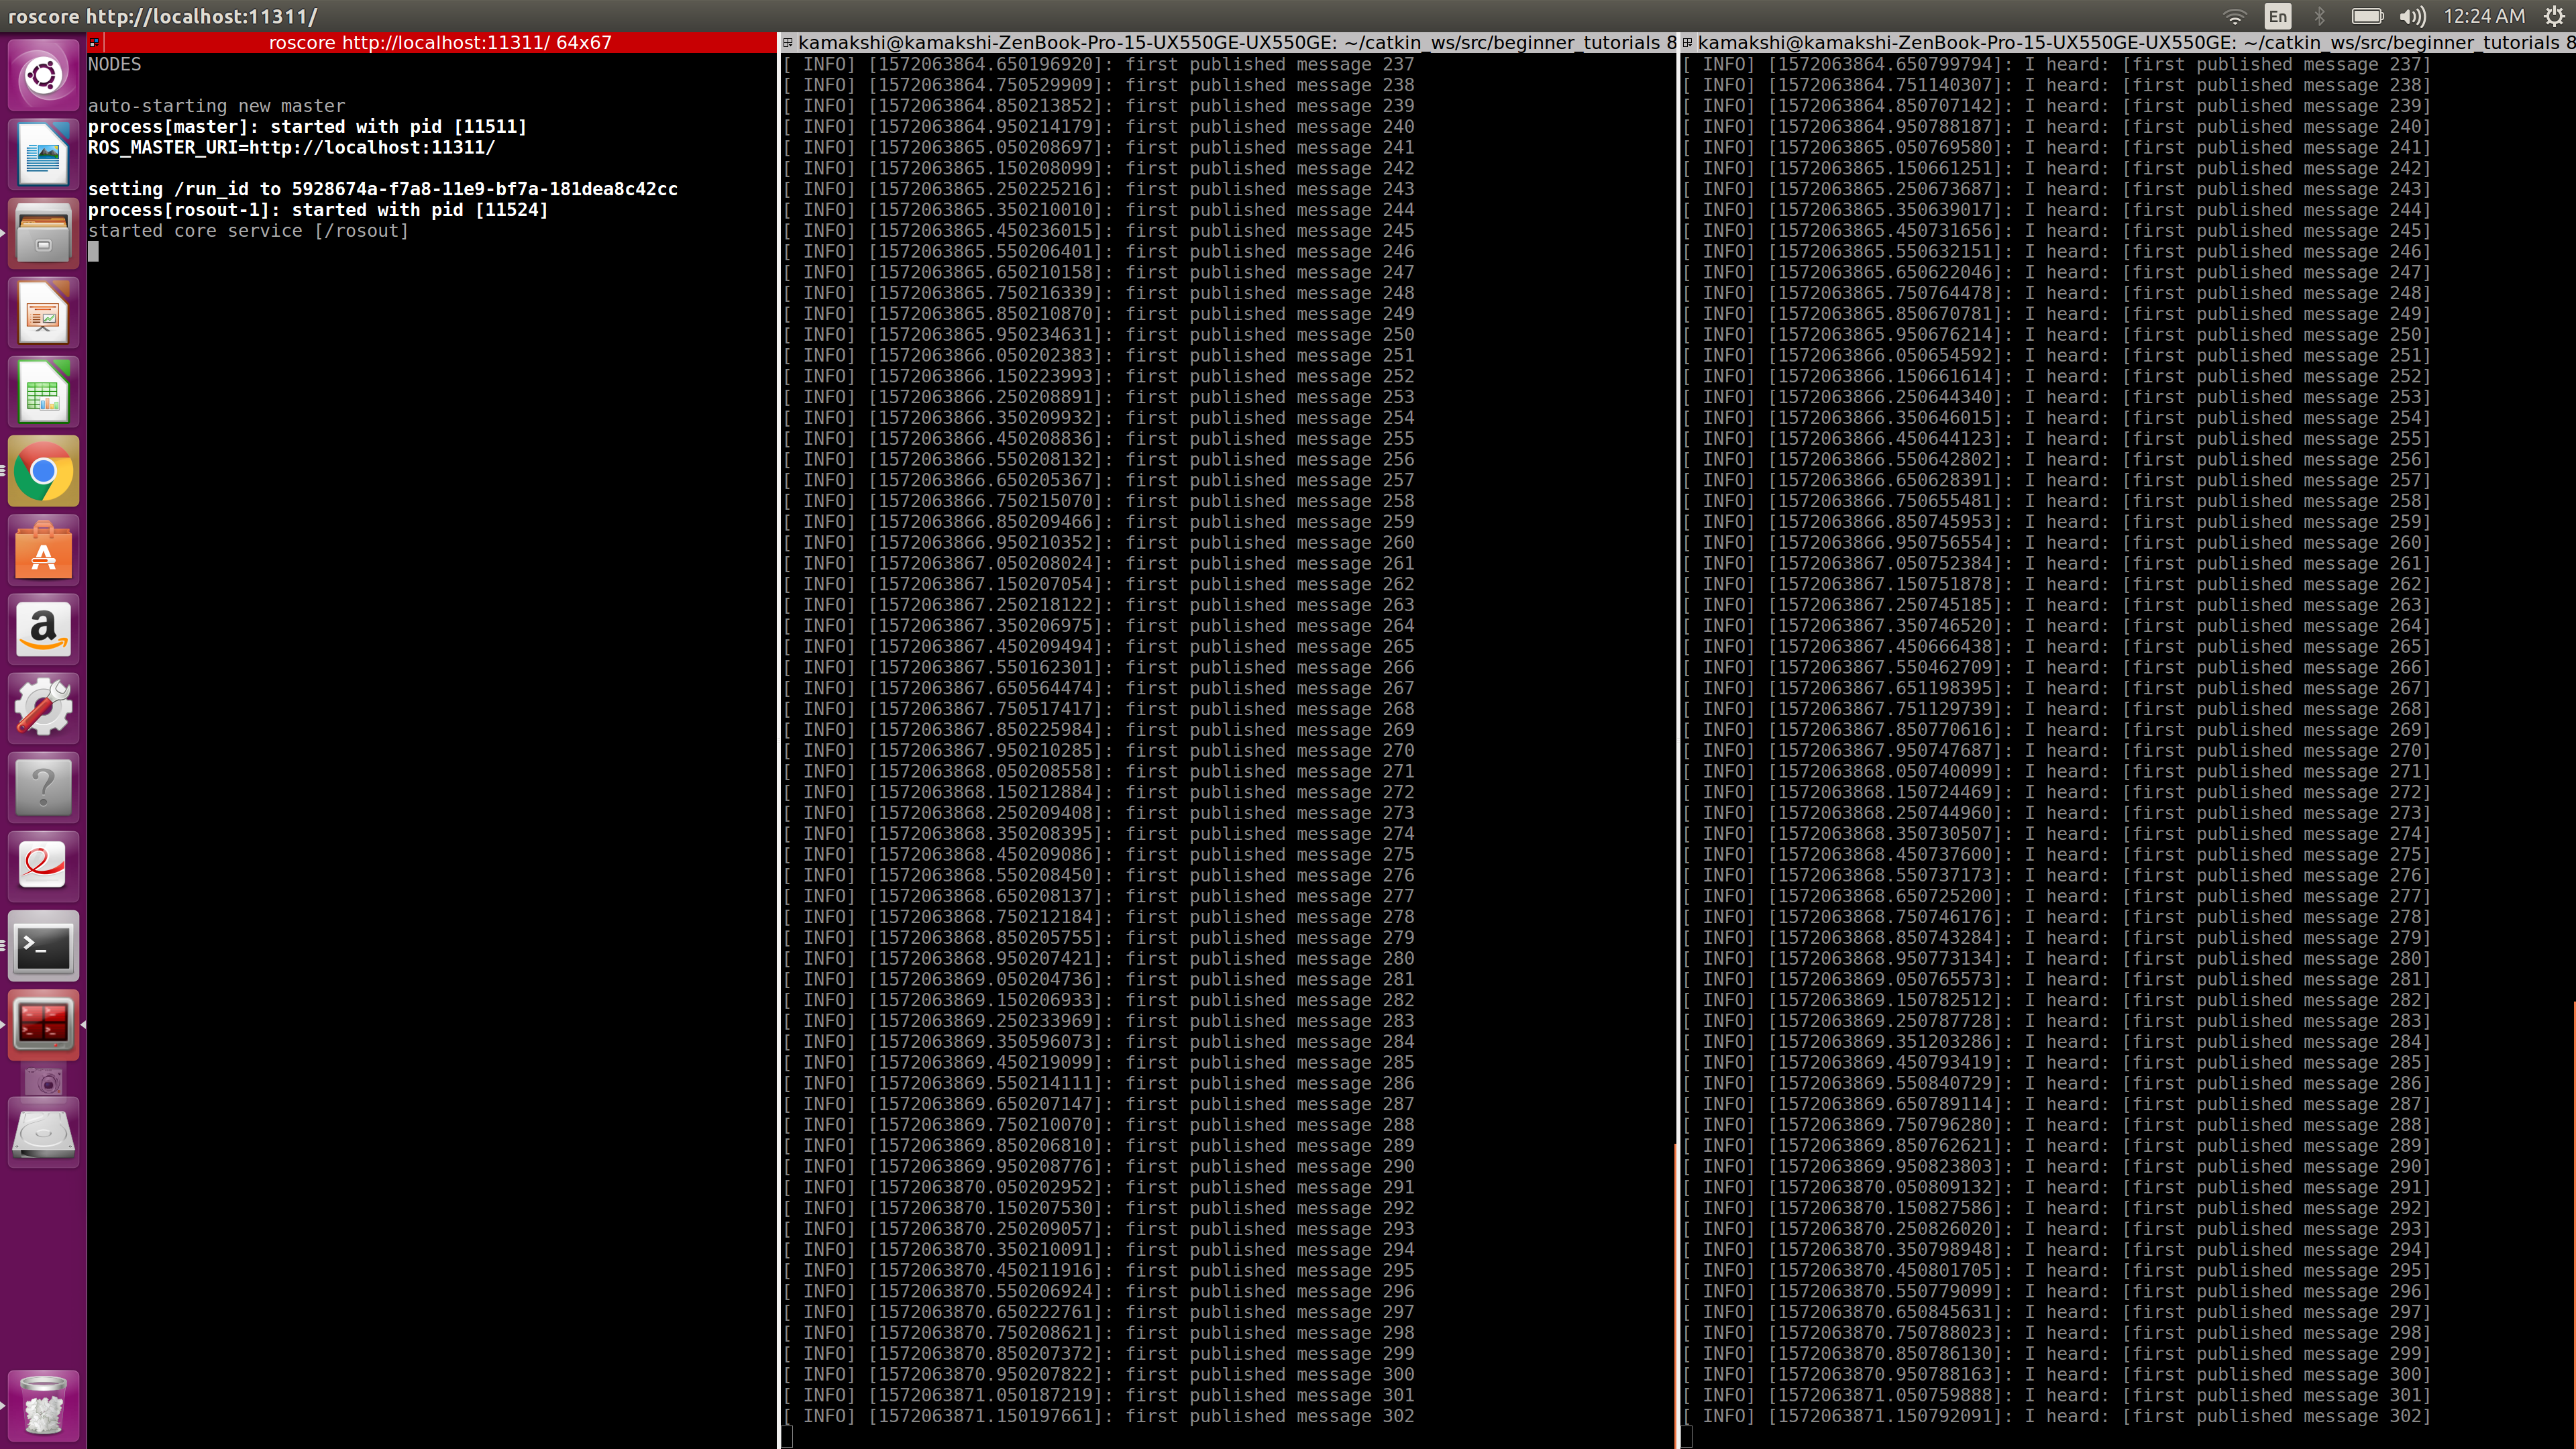 roscore http://localhost:11311/
En
12:24 AM
roscore http://localhost:11311/ 64x67
NODES
auto-starting new master
process[master]: started with pid [11511]
ROS_MASTER_URI=http://localhost:11311/
setting /run_id to 5928674a-f7a8-11e9-bf7a-181dea8c42cc
process[rosout-1]: started with pid [11524]
started core service [/rosout]
kamakshi@kamakshi-ZenBook-Pro-15-UX550GE-UX550GE: ~/catkin_ws/src/beginner_tutorials 8
[ INFO] [1572063864.650196920]: first published message 237
[ INFO] [1572063864.750529909]: first published message 238
[ INFO] [1572063864.850213852]: first published message 239
[ INFO] [1572063864.950214179]: first published message 240
[ INFO] [1572063865.050208697]: first published message 241
[ INFO] [1572063865.150208099]: first published message 242
[ INFO] [1572063865.250225216]: first published message 243
[ INFO] [1572063865.350210010]: first published message 244
[ INFO] [1572063865.450236015]: first published message 245
[ INFO] [1572063865.550206401]: first published message 246
[ INFO] [1572063865.650210158]: first published message 247
[ INFO] [1572063865.750216339]: first published message 248
[ INFO] [1572063865.850210870]: first published message 249
[ INFO] [1572063865.950234631]: first published message 250
[ INFO] [1572063866.050202383]: first published message 251
[ INFO] [1572063866.150223993]: first published message 252
[ INFO] [1572063866.250208891]: first published message 253
[ INFO] [1572063866.350209932]: first published message 254
[ INFO] [1572063866.450208836]: first published message 255
[ INFO] [1572063866.550208132]: first published message 256
[ INFO] [1572063866.650205367]: first published message 257
[ INFO] [1572063866.750215070]: first published message 258
[ INFO] [1572063866.850209466]: first published message 259
[ INFO] [1572063866.950210352]: first published message 260
[ INFO] [1572063867.050208024]: first published message 261
[ INFO] [1572063867.150207054]: first published message 262
[ INFO] [1572063867.250218122]: first published message 263
[ INFO] [1572063867.350206975]: first published message 264
[ INFO] [1572063867.450209494]: first published message 265
[ INFO] [1572063867.550162301]: first published message 266
[ INFO] [1572063867.650564474]: first published message 267
[ INFO] [1572063867.750517417]: first published message 268
[ INFO] [1572063867.850225984]: first published message 269
[ INFO] [1572063867.950210285]: first published message 270
[ INFO] [1572063868.050208558]: first published message 271
[ INFO] [1572063868.150212884]: first published message 272
[ INFO] [1572063868.250209408]: first published message 273
[ INFO] [1572063868.350208395]: first published message 274
[ INFO] [1572063868.450209086]: first published message 275
[ INFO] [1572063868.550208450]: first published message 276
[ INFO] [1572063868.650208137]: first published message 277
[ INFO] [1572063868.750212184]: first published message 278
[ INFO] [1572063868.850205755]: first published message 279
[ INFO] [1572063868.950207421]: first published message 280
[ INFO] [1572063869.050204736]: first published message 281
[ INFO] [1572063869.150206933]: first published message 282
[ INFO] [1572063869.250233969]: first published message 283
[ INFO] [1572063869.350596073]: first published message 284
[ INFO] [1572063869.450219099]: first published message 285
[ INFO] [1572063869.550214111]: first published message 286
[ INFO] [1572063869.650207147]: first published message 287
[ INFO] [1572063869.750210070]: first published message 288
[ INFO] [1572063869.850206810]: first published message 289
[ INFO] [1572063869.950208776]: first published message 290
[ INFO] [1572063870.050202952]: first published message 291
[ INFO] [1572063870.150207530]: first published message 292
[ INFO] [1572063870.250209057]: first published message 293
[ INFO] [1572063870.350210091]: first published message 294
[ INFO] [1572063870.450211916]: first published message 295
[ INFO] [1572063870.550206924]: first published message 296
[ INFO] [1572063870.650222761]: first published message 297
[ INFO] [1572063870.750208621]: first published message 298
[ INFO] [1572063870.850207372]: first published message 299
[ INFO] [1572063870.950207822]: first published message 300
[ INFO] [1572063871.050187219]: first published message 301
[ INFO] [1572063871.150197661]: first published message 302
kamakshi@kamakshi-ZenBook-Pro-15-UX550GE-UX550GE: ~/catkin_ws/src/beginner_tutorials 8
[ INFO] [1572063864.650799794]: I heard: [first published message 237]
[ INFO] [1572063864.751140307]: I heard: [first published message 238]
[ INFO] [1572063864.850707142]: I heard: [first published message 239]
[ INFO] [1572063864.950788187]: I heard: [first published message 240]
[ INFO] [1572063865.050769580]: I heard: [first published message 241]
[ INFO] [1572063865.150661251]: I heard: [first published message 242]
[ INFO] [1572063865.250673687]: I heard: [first published message 243]
[ INFO] [1572063865.350639017]: I heard: [first published message 244]
[ INFO] [1572063865.450731656]: I heard: [first published message 245]
[ INFO] [1572063865.550632151]: I heard: [first published message 246]
[ INFO] [1572063865.650622046]: I heard: [first published message 247]
[ INFO] [1572063865.750764478]: I heard: [first published message 248]
[ INFO] [1572063865.850670781]: I heard: [first published message 249]
[ INFO] [1572063865.950676214]: I heard: [first published message 250]
[ INFO] [1572063866.050654592]: I heard: [first published message 251]
[ INFO] [1572063866.150661614]: I heard: [first published message 252]
[ INFO] [1572063866.250644340]: I heard: [first published message 253]
[ INFO] [1572063866.350646015]: I heard: [first published message 254]
[ INFO] [1572063866.450644123]: I heard: [first published message 255]
[ INFO] [1572063866.550642802]: I heard: [first published message 256]
[ INFO] [1572063866.650628391]: I heard: [first published message 257]
[ INFO] [1572063866.750655481]: I heard: [first published message 258]
[ INFO] [1572063866.850745953]: I heard: [first published message 259]
[ INFO] [1572063866.950756554]: I heard: [first published message 260]
[ INFO] [1572063867.050752384]: I heard: [first published message 261]
[ INFO] [1572063867.150751878]: I heard: [first published message 262]
[ INFO] [1572063867.250745185]: I heard: [first published message 263]
[ INFO] [1572063867.350746520]: I heard: [first published message 264]
[ INFO] [1572063867.450666438]: I heard: [first published message 265]
[ INFO] [1572063867.550462709]: I heard: [first published message 266]
[ INFO] [1572063867.651198395]: I heard: [first published message 267]
[ INFO] [1572063867.751129739]: I heard: [first published message 268]
[ INFO] [1572063867.850770616]: I heard: [first published message 269]
[ INFO] [1572063867.950747687]: I heard: [first published message 270]
[ INFO] [1572063868.050740099]: I heard: [first published message 271]
[ INFO] [1572063868.150724469]: I heard: [first published message 272]
[ INFO] [1572063868.250744960]: I heard: [first published message 273]
[ INFO] [1572063868.350730507]: I heard: [first published message 274]
[ INFO] [1572063868.450737600]: I heard: [first published message 275]
[ INFO] [1572063868.550737173]: I heard: [first published message 276]
[ INFO] [1572063868.650725200]: I heard: [first published message 277]
[ INFO] [1572063868.750746176]: I heard: [first published message 278]
[ INFO] [1572063868.850743284]: I heard: [first published message 279]
[ INFO] [1572063868.950773134]: I heard: [first published message 280]
[ INFO] [1572063869.050765573]: I heard: [first published message 281]
[ INFO] [1572063869.150782512]: I heard: [first published message 282]
[ INFO] [1572063869.250787728]: I heard: [first published message 283]
[ INFO] [1572063869.351203286]: I heard: [first published message 284]
[ INFO] [1572063869.450793419]: I heard: [first published message 285]
[ INFO] [1572063869.550840729]: I heard: [first published message 286]
[ INFO] [1572063869.650789114]: I heard: [first published message 287]
[ INFO] [1572063869.750796280]: I heard: [first published message 288]
[ INFO] [1572063869.850762621]: I heard: [first published message 289]
[ INFO] [1572063869.950823803]: I heard: [first published message 290]
[ INFO] [1572063870.050809132]: I heard: [first published message 291]
[ INFO] [1572063870.150827586]: I heard: [first published message 292]
[ INFO] [1572063870.250826020]: I heard: [first published message 293]
[ INFO] [1572063870.350798948]: I heard: [first published message 294]
[ INFO] [1572063870.450801705]: I heard: [first published message 295]
[ INFO] [1572063870.550779099]: I heard: [first published message 296]
[ INFO] [1572063870.650845631]: I heard: [first published message 297]
[ INFO] [1572063870.750788023]: I heard: [first published message 298]
[ INFO] [1572063870.850786130]: I heard: [first published message 299]
[ INFO] [1572063870.950788163]: I heard: [first published message 300]
[ INFO] [1572063871.050759888]: I heard: [first published message 301]
[ INFO] [1572063871.150792091]: I heard: [first published message 302]